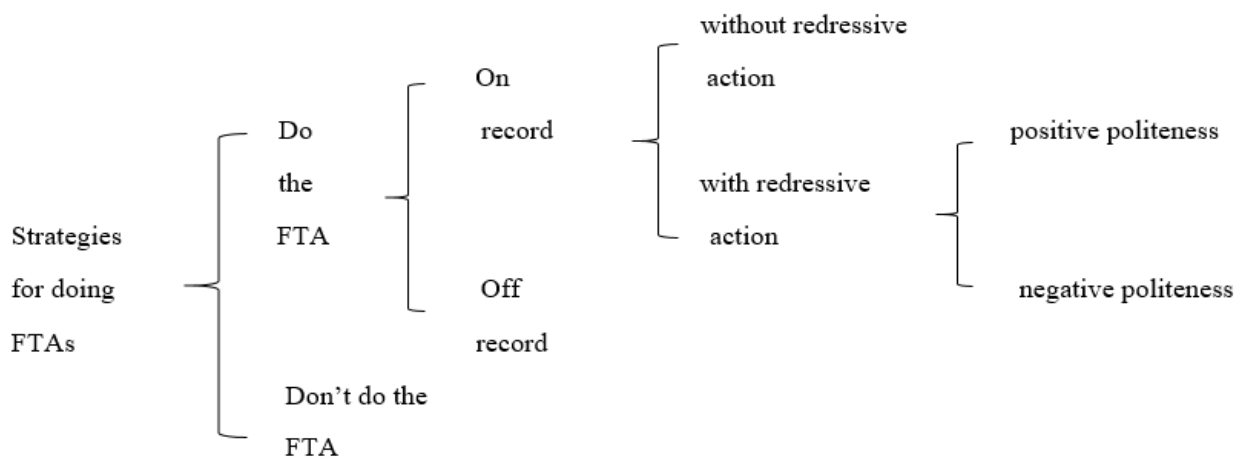 Strategies
for doing
FTAs
Do
the
FTA
Don’t do the
FTA
On
record
Off
record
without redressive
action
with redressive
action
positive politeness
negative politeness